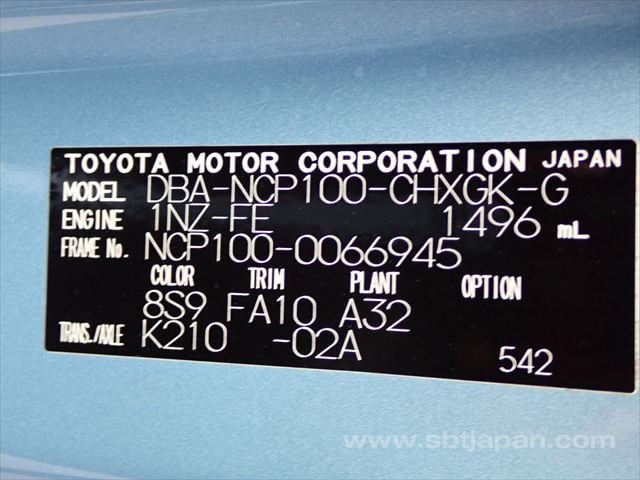 TOYOTA MOTOR CORPORATION JAPAN
MODEL DBA-NCP100-CHXGK-G
ENGINE 1NZ-FE 1496 mL
FRAME No. NCP100-0066945
COLOR TRIM PLANT OPTION
8S9 FA10 A32
TRANS./AXLE K210 -02A
542
www.sbtjapan.com